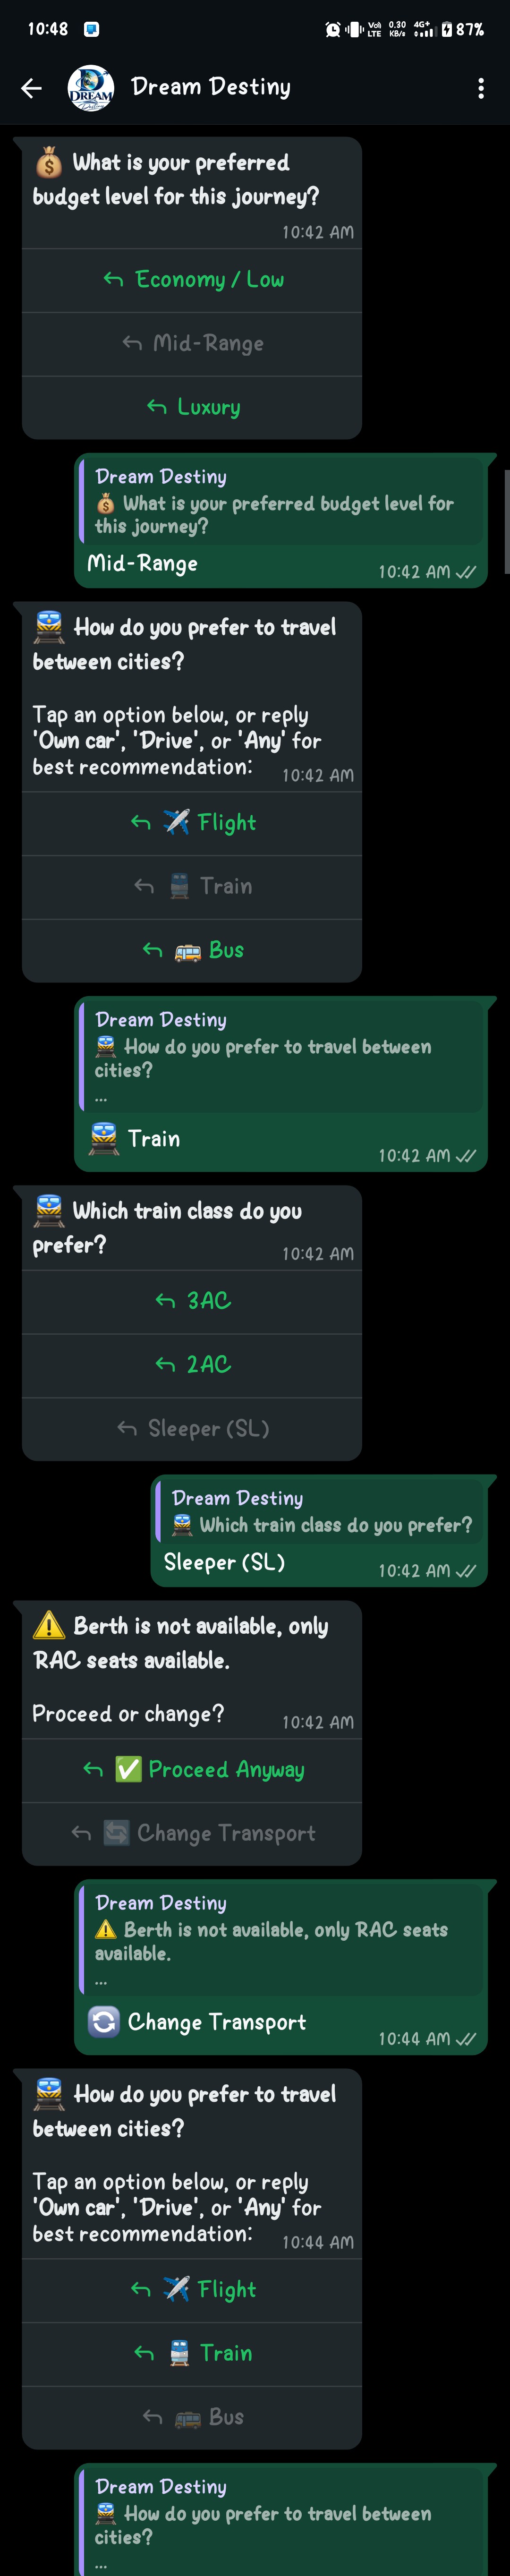 10:48
Vo))
LTE
0.30
KB/s
4G+
87%
DREAM
Dream Destiny
💰 What is your preferred
budget level for this journey?
10:42 AM
Economy / Low
Mid-Range
Luxury
Dream Destiny
💰 What is your preferred budget level for
this journey?
Mid-Range
10:42 AM
🚆 How do you prefer to travel
between cities?
Tap an option below, or reply
'Own car', 'Drive', or 'Any' for
best recommendation:
10:42 AM
✈️ Flight
🚆 Train
🚌 Bus
Dream Destiny
🚆 How do you prefer to travel between
cities?
...
🚆 Train
10:42 AM
🚆 Which train class do you
prefer?
10:42 AM
3AC
2AC
Sleeper (SL)
Dream Destiny
🚆 Which train class do you prefer?
Sleeper (SL)
10:42 AM
⚠️ Berth is not available, only
RAC seats available.
Proceed or change?
10:42 AM
✅ Proceed Anyway
🔄 Change Transport
Dream Destiny
⚠️ Berth is not available, only RAC seats
available.
...
🔄 Change Transport
10:44 AM
🚆 How do you prefer to travel
between cities?
Tap an option below, or reply
'Own car', 'Drive', or 'Any' for
best recommendation:
10:44 AM
✈️ Flight
🚆 Train
🚌 Bus
Dream Destiny
🚆 How do you prefer to travel between
cities?
...